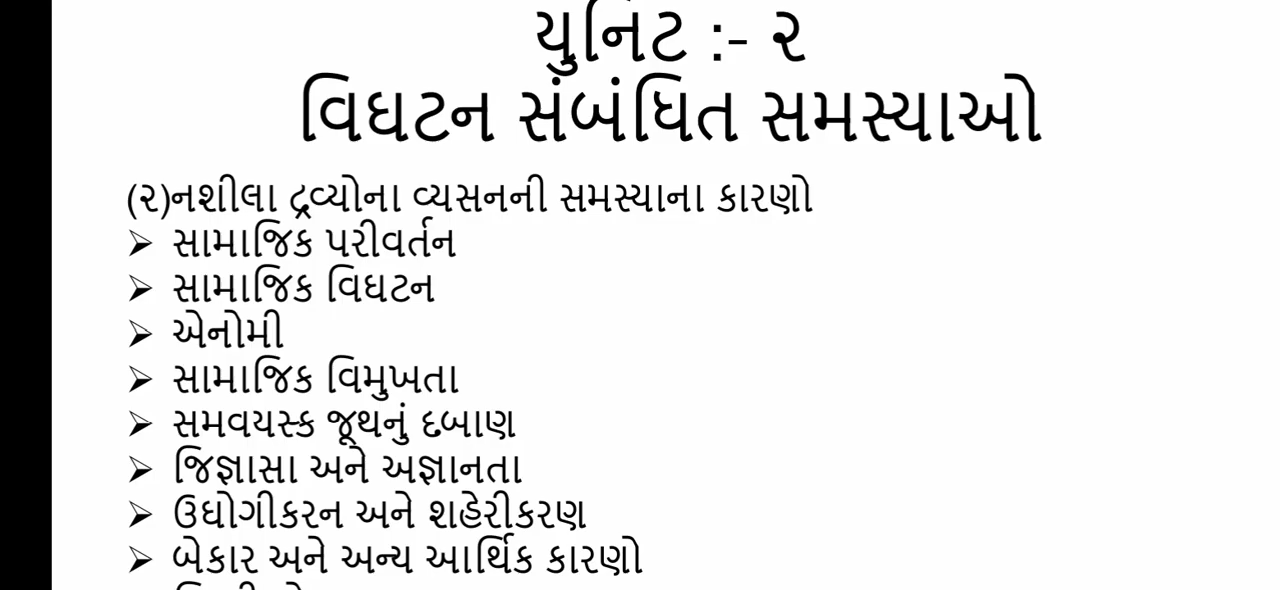 યુનિટ :- ૨
વિઘટન સંબંધિત સમસ્યાઓ
(૨)નશીલા દ્રવ્યોના વ્યસનની સમસ્યાના કારણો
➢ સામાજિક પરીવર્તન
➢ સામાજિક વિઘટન
➢ એનોમી
➢ સામાજિક વિમુખતા
➢ સમવયસ્ક જૂથનું દબાણ
➢ જિજ્ઞાસા અને અજ્ઞાનતા
➢ ઉઘોગીકરન અને શહેરીકરણ
➢ બેકાર અને અન્ય આર્થિક કારણો